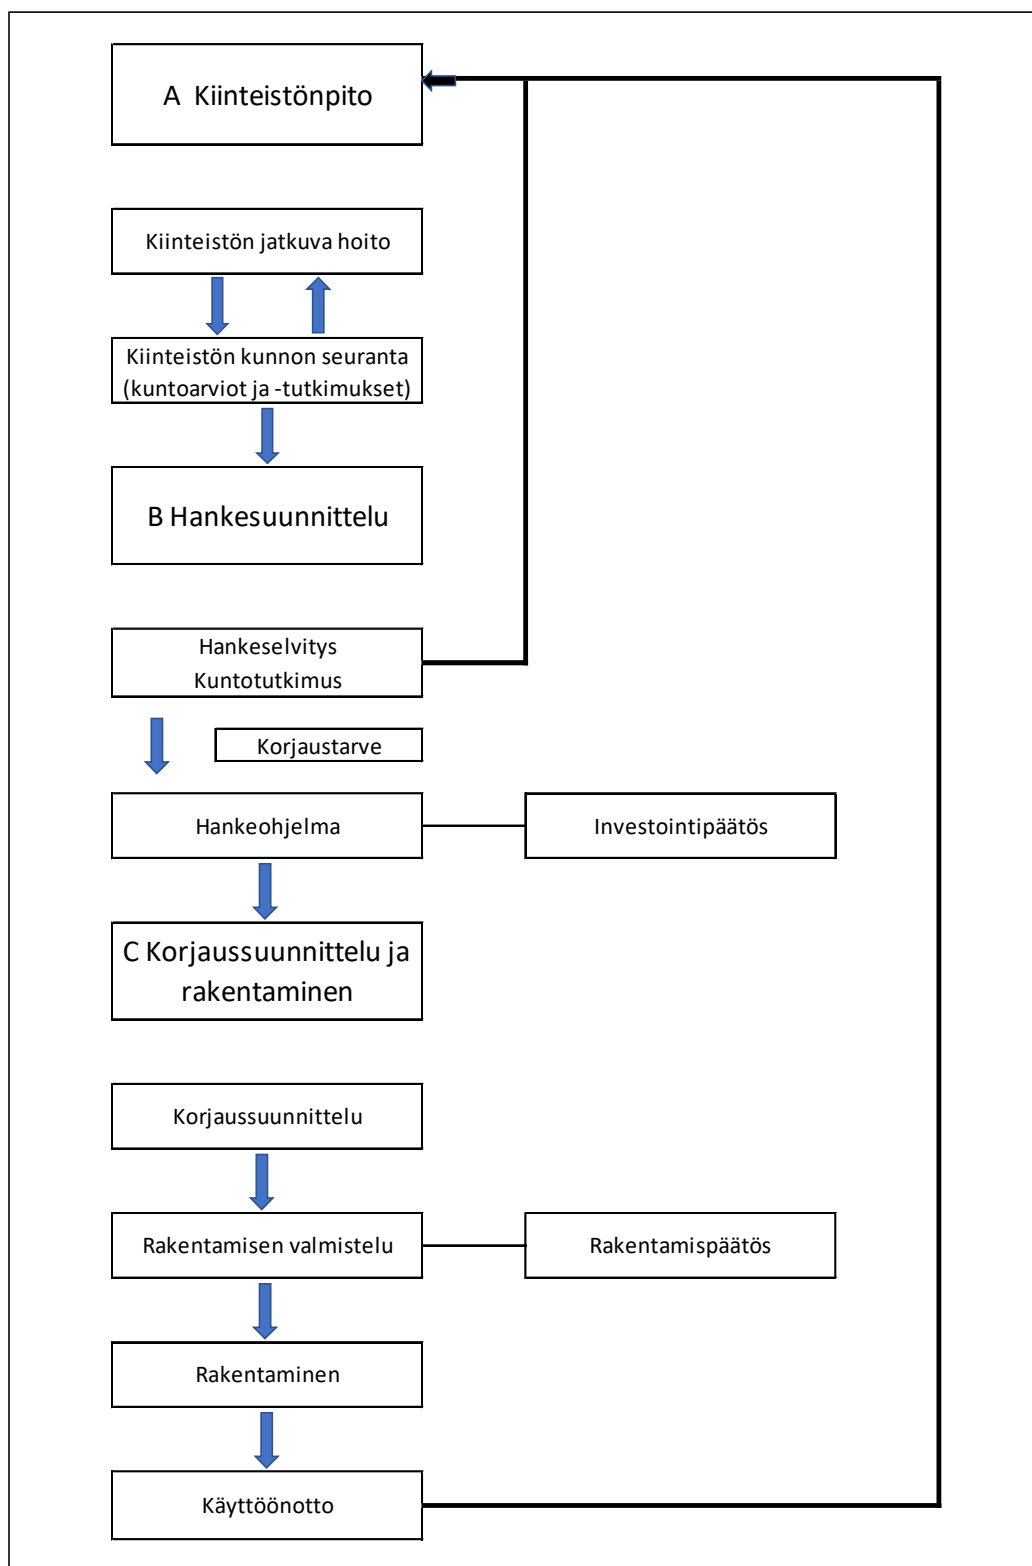 A Kiinteistönpito
Kiinteistön jatkuva hoito
Kiinteistön kunnon seuranta
(kuntoarviot ja -tutkimukset)
B Hankesuunnittelu
Hankeselvitys
Kuntotutkimus
Korjaustarve
Hankeohjelma
Investointipäätös
C Korjaussuunnittelu ja
rakentaminen
Korjaussuunnittelu
Rakentamisen valmistelu
Rakentamispäätös
Rakentaminen
Käyttöönotto